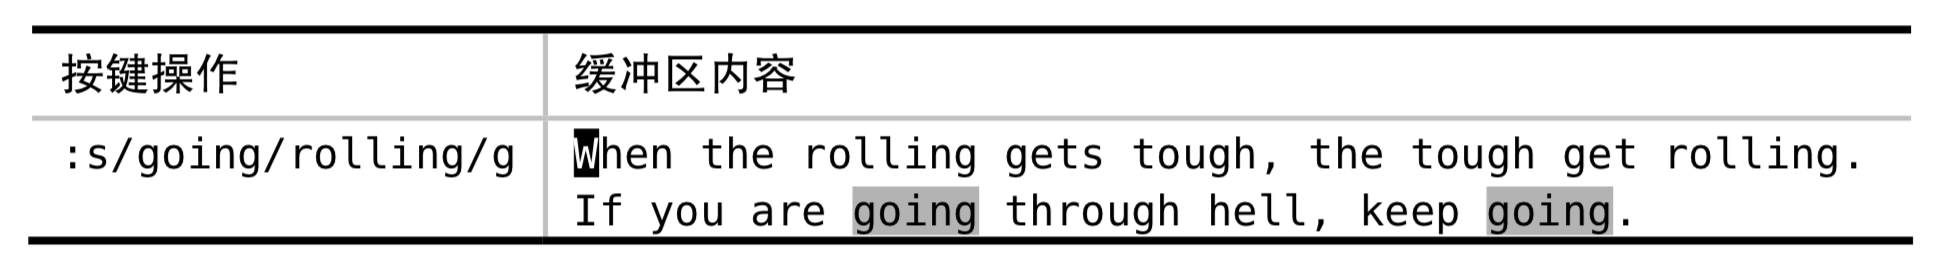 按键操作 缓冲区内容
:s/going/rolling/g When the rolling gets tough, the tough get rolling.
If you are going through hell, keep going.